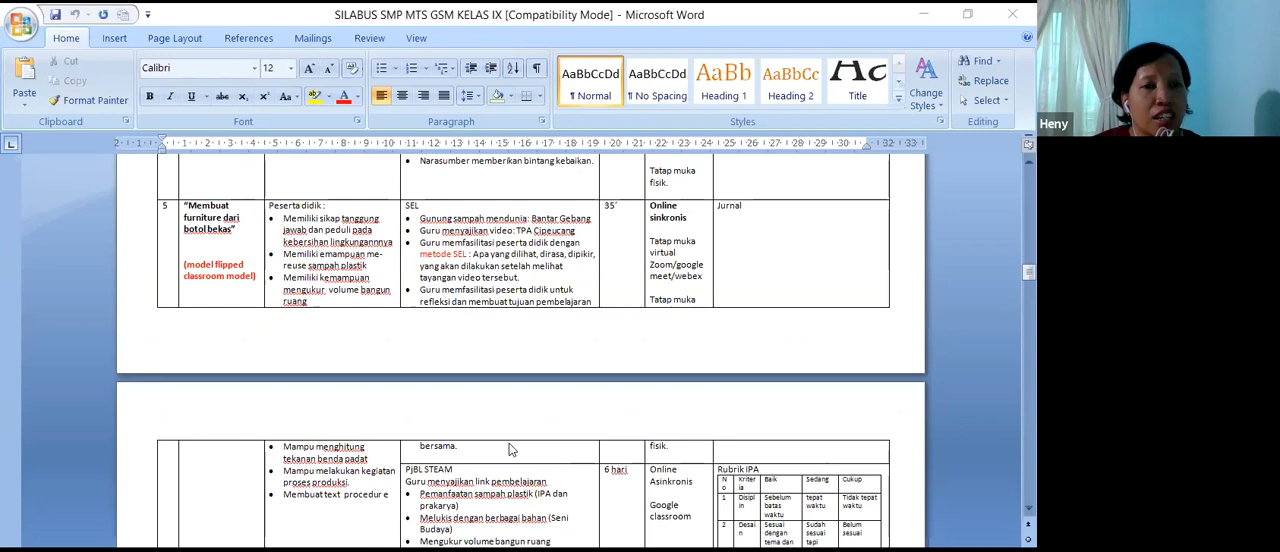 SILABUS SMP MTS GSM KELAS IX [Compatibility Mode] - Microsoft Word
Home
Insert
Page Layout
References
Mailings
Review
View
Cut
Copy
Paste
Format Painter
Clipboard
Calibri
12
Font
Paragraph
AaBbCcDd
AaBbCcDd
AaBbC
AaBbCc
AaC
¶ Normal
¶ No Spacing
Heading 1
Heading 2
Title
Styles
Change
Styles
Find
Replace
Select
Editing
Heny
Narasumber memberikan bintang kebaikan.
Tatap muka
fisik.
5
“Membuat
furniture dari
botol bekas”
(model flipped
classroom model)
Peserta didik :
Memiliki sikap tanggung
jawab dan peduli pada
kebersihan lingkungannnya
Memiliki emampuan me-
reuse sampah plastik
Memiliki kemampuan
mengukur volume bangun
ruang
SEL
Gunung sampah mendunia: Bantar Gebang
Guru menyajikan video: TPA Cipeucang
Guru memfasilitasi peserta didik dengan
metode SEL : Apa yang dilihat, dirasa, dipikir,
yang akan dilakukan setelah melihat
tayangan video tersebut.
Guru memfasilitasi peserta didik untuk
refleksi dan membuat tujuan pembelajaran
35’
Online
sinkronis
Tatap muka
virtual
Zoom/google
meet/webex
Tatap muka
Jurnal
Mampu menghitung
tekanan benda padat
Mampu melakukan kegiatan
proses produksi.
Membuat text procedur e
bersama.
fisik.
PjBL STEAM
Guru menyajikan link pembelajaran
Pemanfaatan sampah plastik (IPA dan
prakarya)
Melukis dengan berbagai bahan (Seni
Budaya)
Mengukur volume bangun ruang
6 hari
Online
Asinkronis
Google
classroom
Rubrik IPA
N
o
Kriter
ia
Baik
Sedang
Cukup
1
Disipl
in
Sebelum
batas
waktu
tepat
waktu
Tidak tepat
waktu
2
Desai
n
Sesuai
dengan
tema dan
Sudah
sesuai
tapi
Belum
sesuai